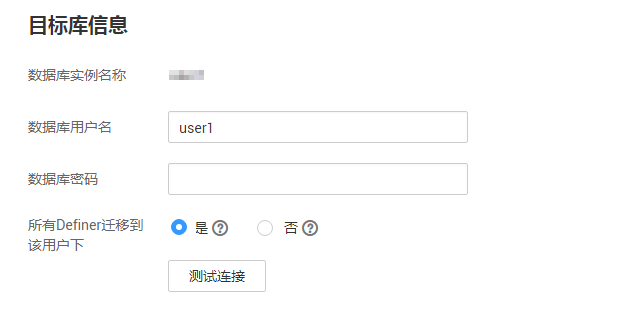 目标库信息
数据库实例名称
数据库用户名 user1
数据库密码
所有Definer迁移到
该用户下
是 ? 否 ?
测试连接